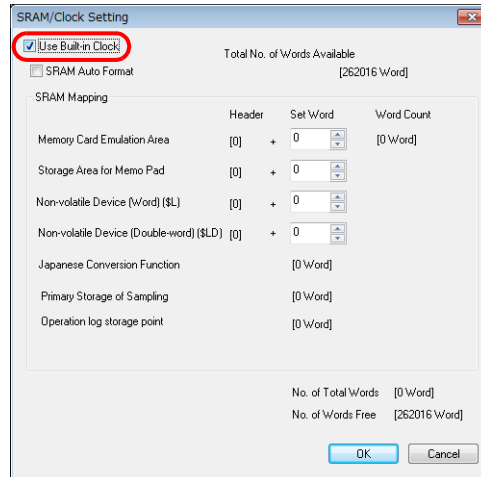 SRAM/Clock Setting
Use Built-in Clock
Total No. of Words Available
SRAM Auto Format [262016 Word]
SRAM Mapping
Header Set Word Word Count
Memory Card Emulation Area [0] + 0 [0 Word]
Storage Area for Memo Pad [0] + 0
Non-volatile Device (Word) ($L) [0] + 0
Non-volatile Device (Double-word) ($LD) [0] + 0
Japanese Conversion Function [0 Word]
Primary Storage of Sampling [0 Word]
Operation log storage point [0 Word]
No. of Total Words [0 Word]
No. of Words Free [262016 Word]
OK Cancel